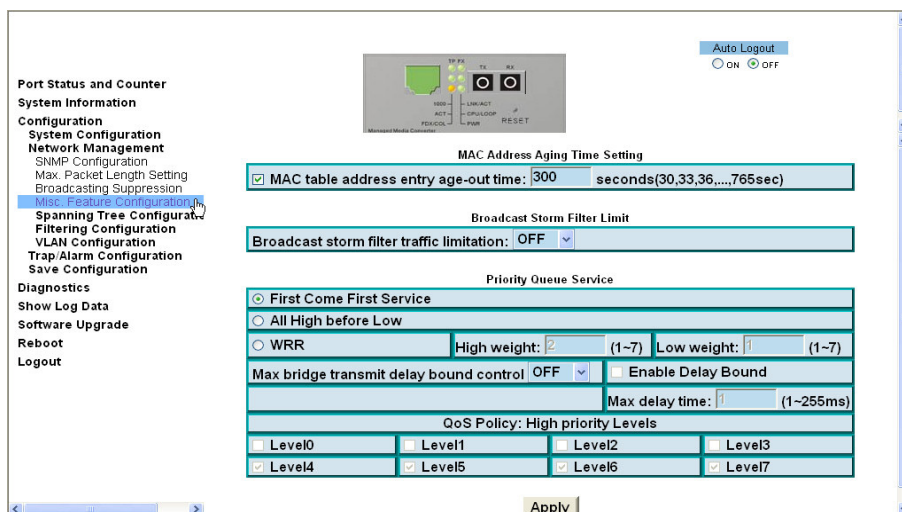 Auto Logout
ON OFF
TP FX
TX RX
1000 LNK/ACT
ACT CPU/LOOP
FDX/COL PWR RESET
Managed Media Converter
Port Status and Counter
System Information
Configuration
System Configuration
Network Management
SNMP Configuration
Max. Packet Length Setting
Broadcasting Suppression
Misc. Feature Configuration
Spanning Tree Configuratic
Filtering Configuration
VLAN Configuration
Trap/Alarm Configuration
Save Configuration
Diagnostics
Show Log Data
Software Upgrade
Reboot
Logout
MAC Address Aging Time Setting
MAC table address entry age-out time: 300 seconds(30,33,36,...,765sec)
Broadcast Storm Filter Limit
Broadcast storm filter traffic limitation: OFF
Priority Queue Service
First Come First Service
All High before Low
WRR High weight: 2 (1~7) Low weight: 1 (1~7)
Max bridge transmit delay bound control OFF Enable Delay Bound
Max delay time: 1 (1~255ms)
QoS Policy: High priority Levels
Level0 Level1 Level2 Level3
Level4 Level5 Level6 Level7
Apply